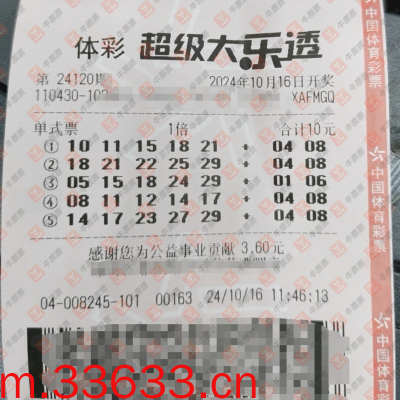 体彩 超级大乐透
第 24120期 2024年10月16日开奖
110430-10 XAFMGQ
单式票 1倍 合计10元
① 10 11 15 18 21 + 04 08
② 18 21 22 25 29 + 04 08
③ 05 15 18 24 29 + 01 06
④ 08 11 12 14 17 + 04 08
⑤ 14 17 23 27 29 + 04 08
感谢您为公益事业贡献 3.60元
04-008245-101 00163 24/10/16 11:46:13
m.33633.cn
中国体育彩票
中国体育彩票
中国体育彩票